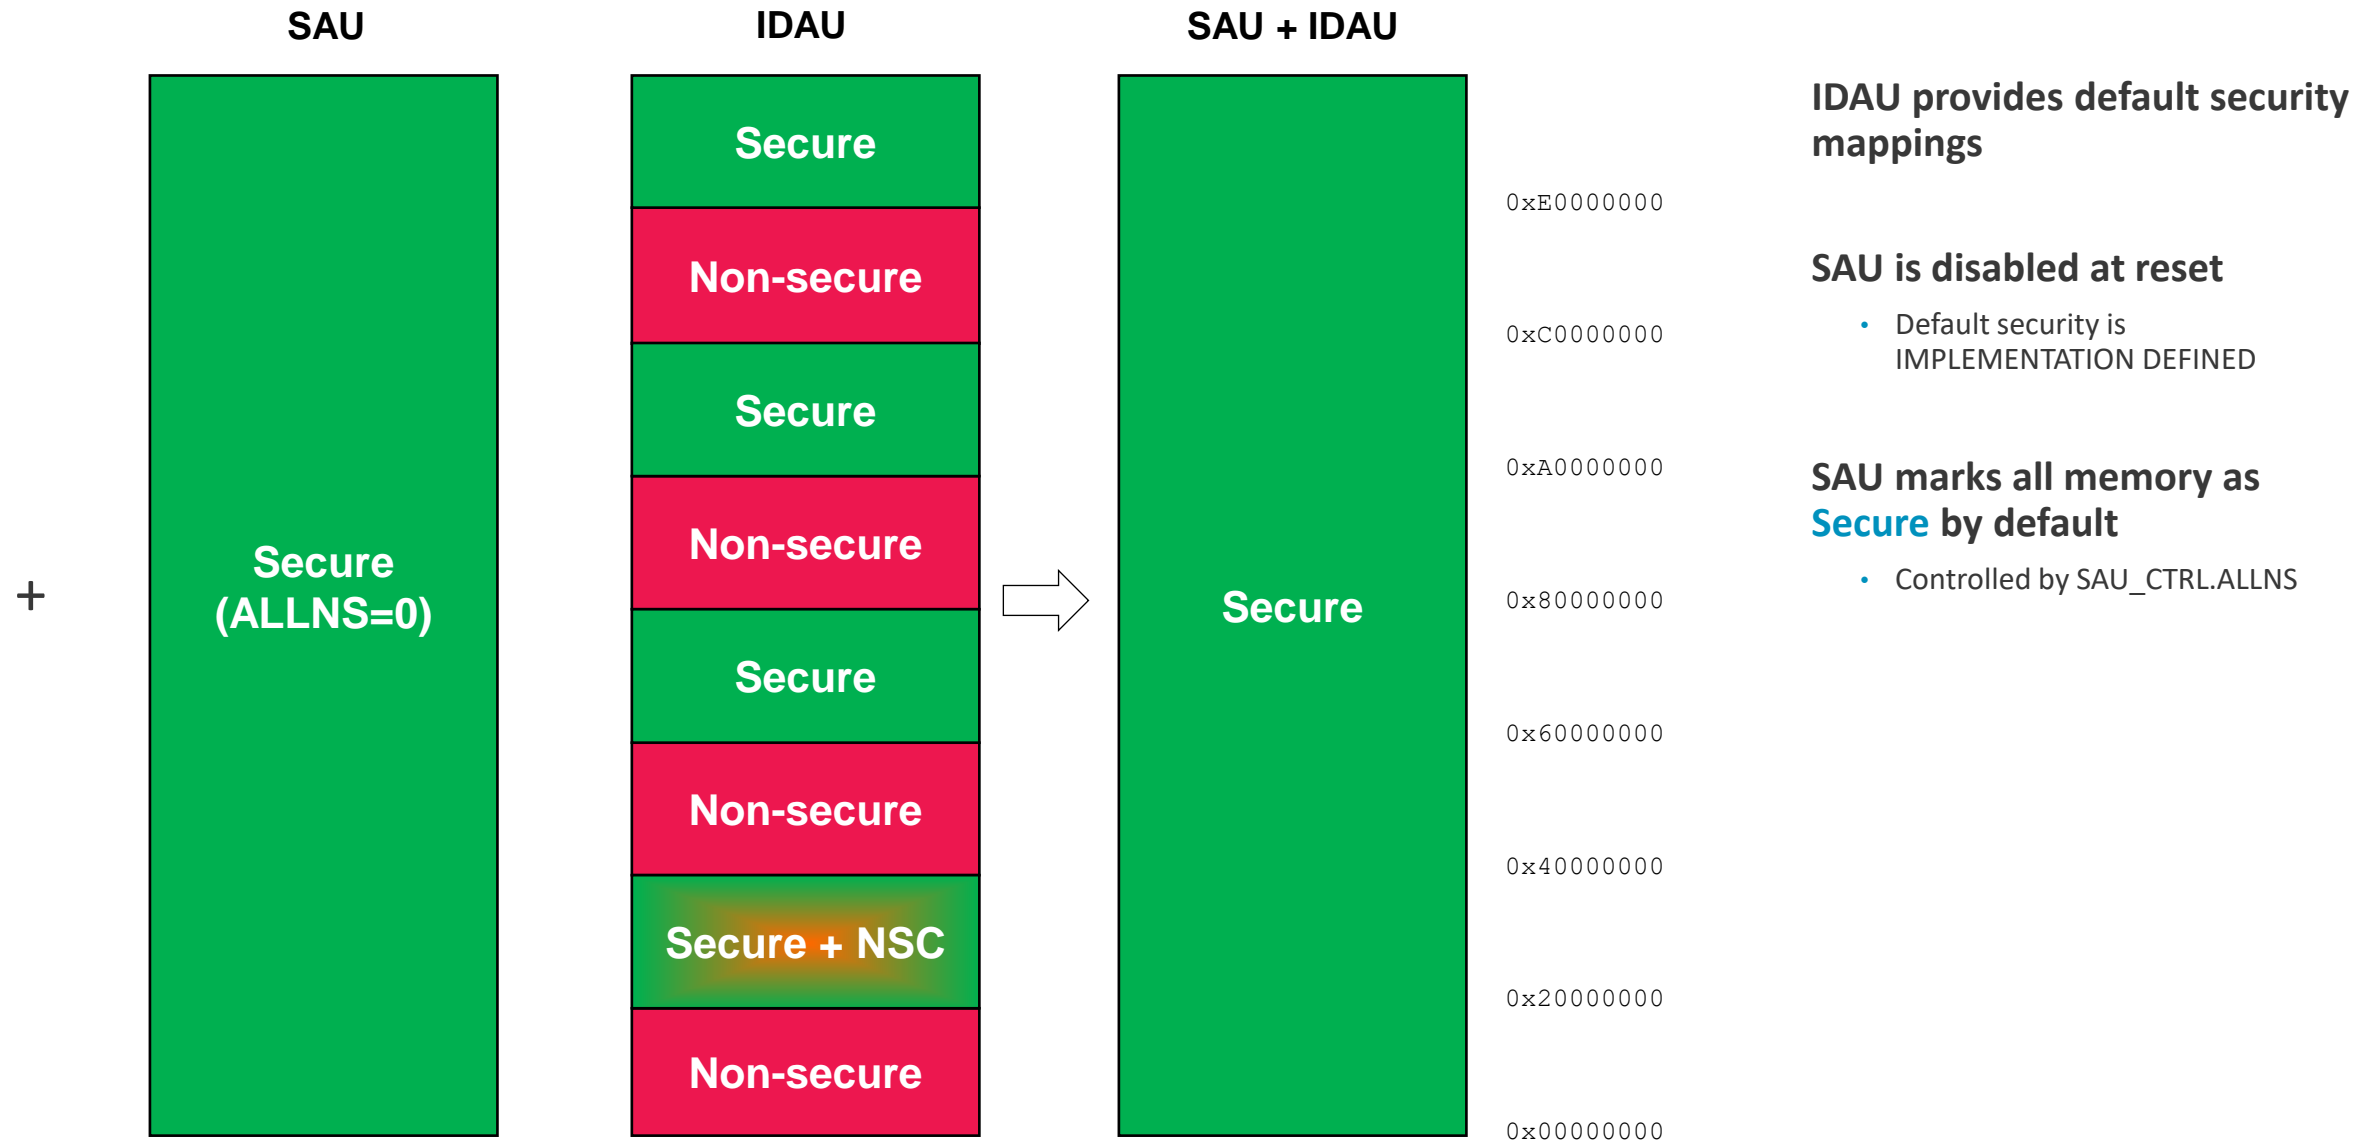 SAU
IDAU
SAU + IDAU
+
Secure
(ALLNS=0)
Secure
Non-secure
Secure
Non-secure
Secure
Non-secure
Secure + NSC
Non-secure
Secure
0xE0000000
0xC0000000
0xA0000000
0x80000000
0x60000000
0x40000000
0x20000000
0x00000000
IDAU provides default security
mappings
SAU is disabled at reset
• Default security is
IMPLEMENTATION DEFINED
SAU marks all memory as
Secure by default
• Controlled by SAU_CTRL.ALLNS